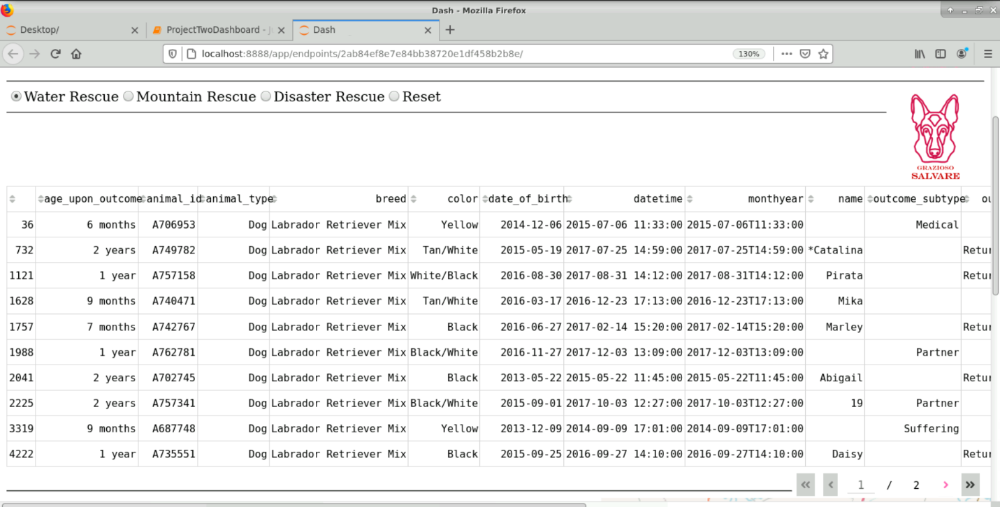 Dash - Mozilla Firefox
Desktop/ ProjectTwoDashboard - Dash
localhost:8888/app/endpoints/2ab84ef8e7e84bb38720e1df458b2b8e/ 130%
Water Rescue Mountain Rescue Disaster Rescue Reset
GRAZIOSO
SALVARE
age_upon_outcome animal_id animal_type breed color date_of_birth datetime monthyear name outcome_subtype ou
36 6 months A706953 Dog Labrador Retriever Mix Yellow 2014-12-06 2015-07-06 11:33:00 2015-07-06T11:33:00 Medical
732 2 years A749782 Dog Labrador Retriever Mix Tan/White 2015-05-19 2017-07-25 14:59:00 2017-07-25T14:59:00 *Catalina Retur
1121 1 year A757158 Dog Labrador Retriever Mix White/Black 2016-08-30 2017-08-31 14:12:00 2017-08-31T14:12:00 Pirata Retur
1628 9 months A740471 Dog Labrador Retriever Mix Tan/White 2016-03-17 2016-12-23 17:13:00 2016-12-23T17:13:00 Mika
1757 7 months A742767 Dog Labrador Retriever Mix Black 2016-06-27 2017-02-14 15:20:00 2017-02-14T15:20:00 Marley Retur
1988 1 year A762781 Dog Labrador Retriever Mix Black/White 2016-11-27 2017-12-03 13:09:00 2017-12-03T13:09:00 Partner
2041 2 years A702745 Dog Labrador Retriever Mix Black 2013-05-22 2015-05-22 11:45:00 2015-05-22T11:45:00 Abigail Retur
2225 2 years A757341 Dog Labrador Retriever Mix Black/White 2015-09-01 2017-10-03 12:27:00 2017-10-03T12:27:00 19 Partner
3319 9 months A687748 Dog Labrador Retriever Mix Yellow 2013-12-09 2014-09-09 17:01:00 2014-09-09T17:01:00 Suffering
4222 1 year A735551 Dog Labrador Retriever Mix Black 2015-09-25 2016-09-27 14:10:00 2016-09-27T14:10:00 Daisy Retur
1 / 2